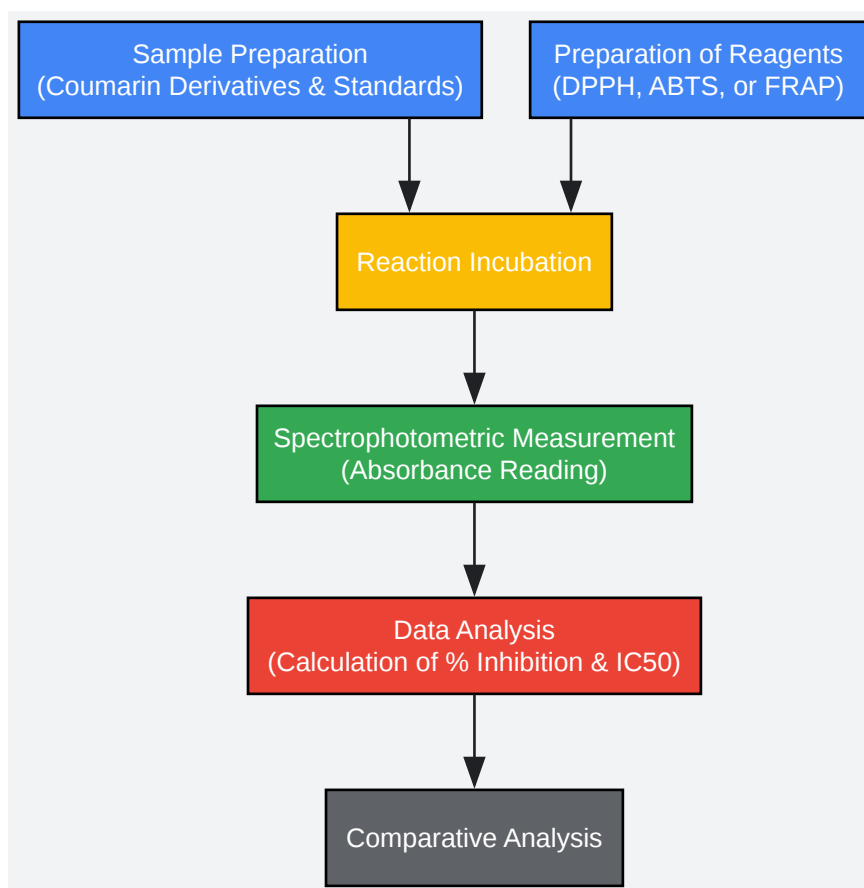 Sample Preparation
(Coumarin Derivatives & Standards)
Preparation of Reagents
(DPPH, ABTS, or FRAP)
Reaction Incubation
Spectrophotometric Measurement
(Absorbance Reading)
Data Analysis
(Calculation of % Inhibition & IC50)
Comparative Analysis